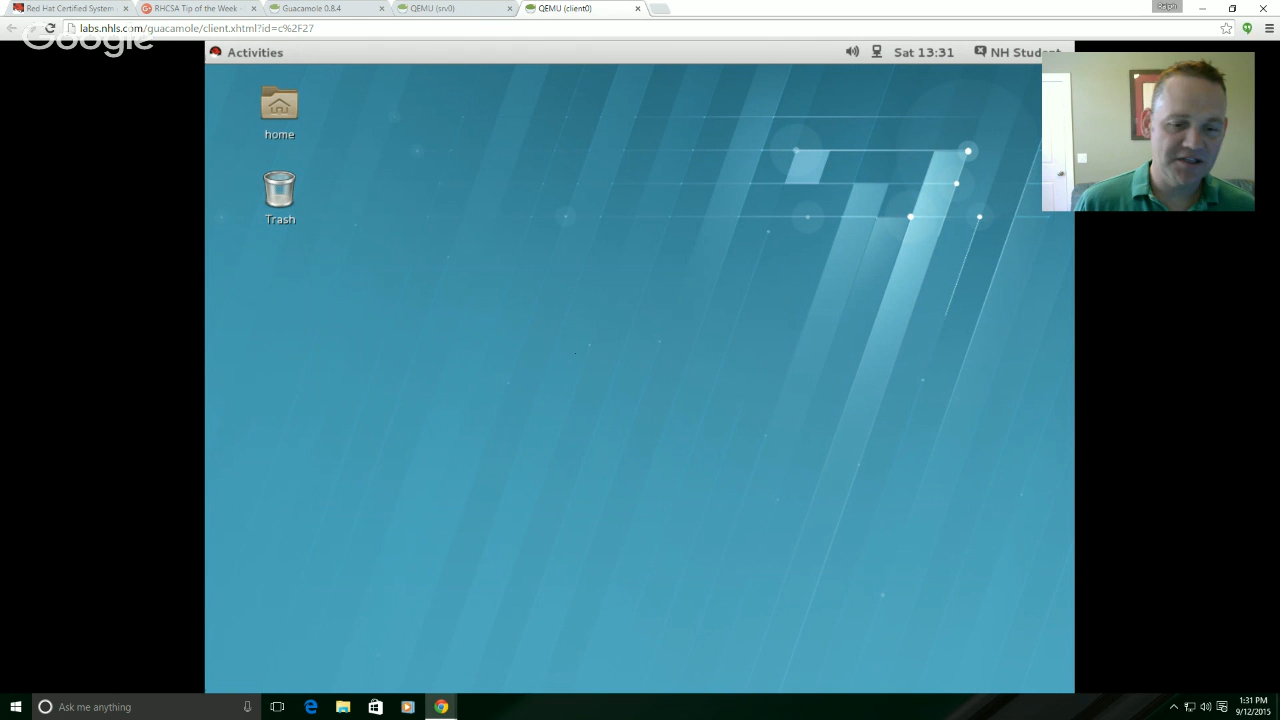 Red Hat Certified System
RHCSA Tip of the Week -
Guacamole 0.8.4
QEMU (srv0)
QEMU (client0)
Ralph
labs.nhls.com/guacamole/client.xhtml?id=c%2F27
Google
Activities
Sat 13:31
NH Student
home
Trash
Ask me anything
1:31 PM
9/12/2015